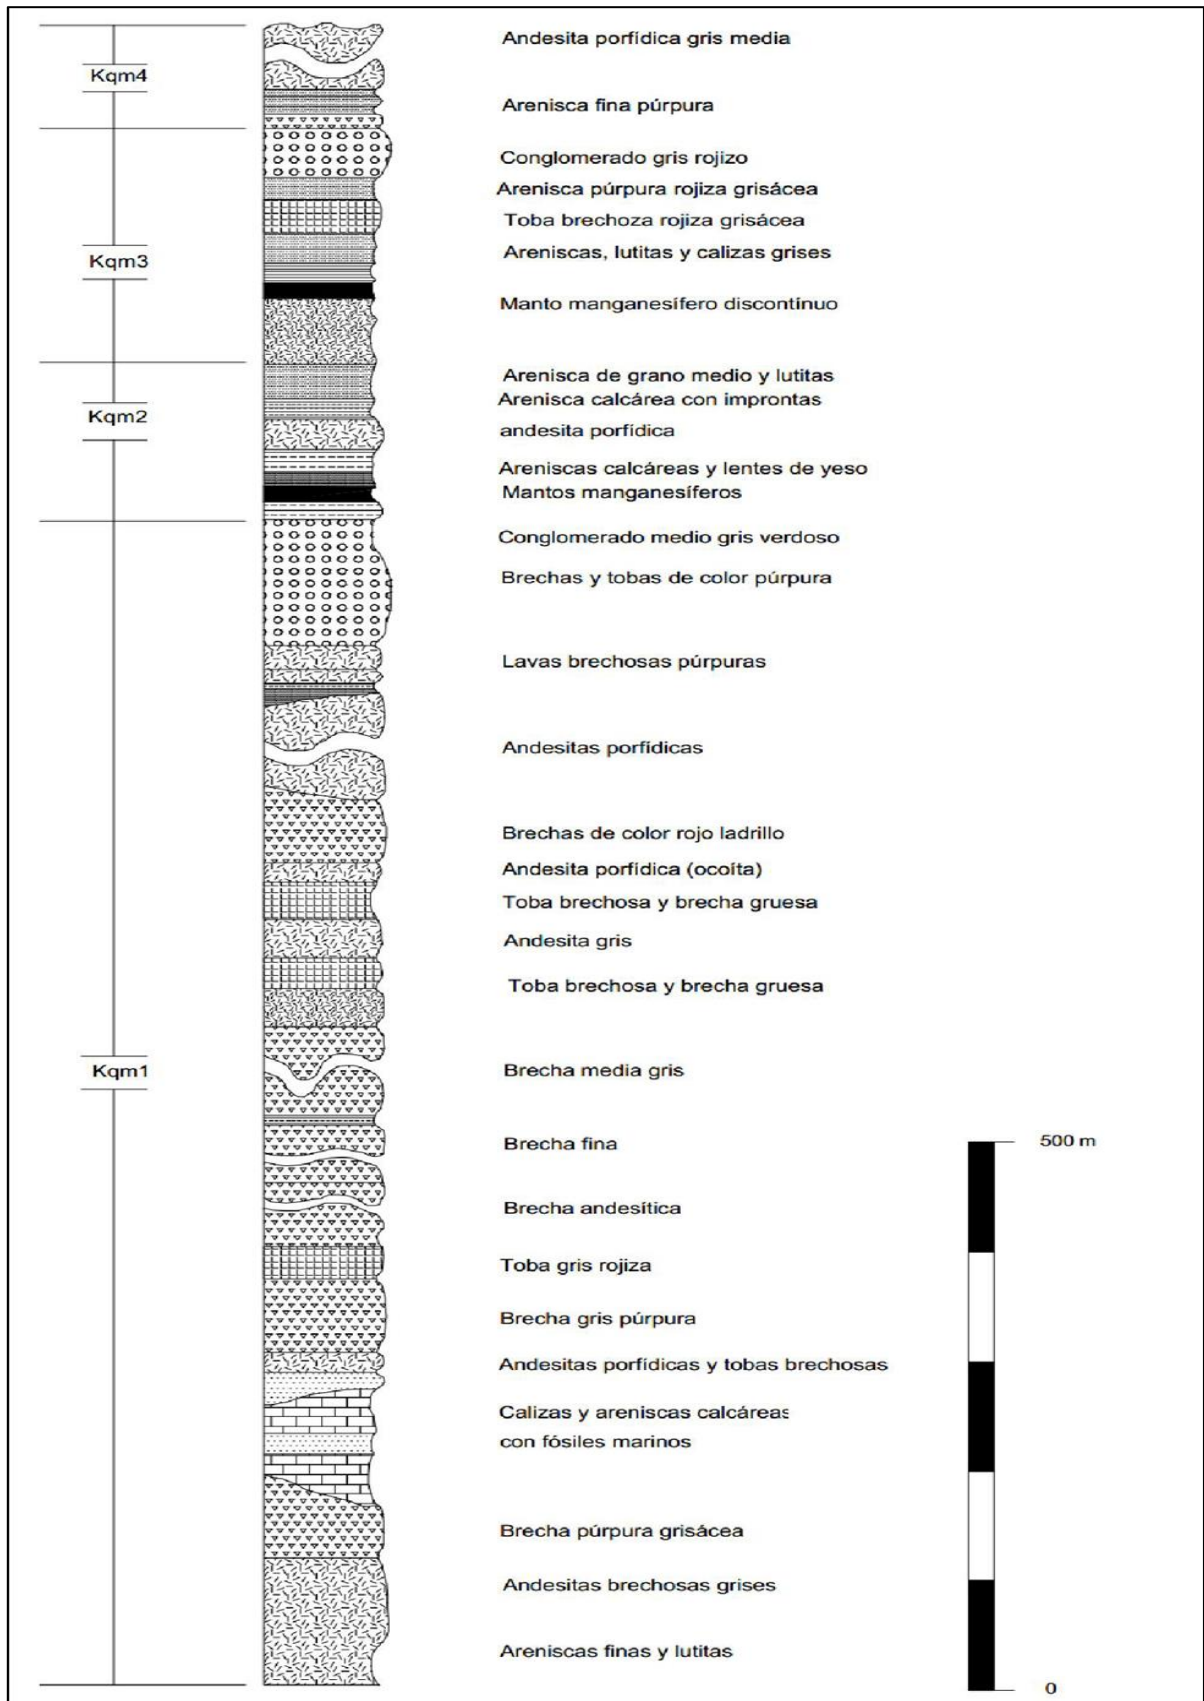 Andesita porfídica gris media
Kqm4
Arenisca fina púrpura
Conglomerado gris rojizo
Arenisca púrpura rojiza grisácea
Toba brechoza rojiza grisácea
Kqm3
Areniscas, lutitas y calizas grises
Manto manganesífero discontínuo
Arenisca de grano medio y lutitas
Arenisca calcárea con improntas
Kqm2
andesita porfídica
Areniscas calcáreas y lentes de yeso
Mantos manganesíferos
Conglomerado medio gris verdoso
Brechas y tobas de color púrpura
Lavas brechosas púrpuras
Andesitas porfídicas
Brechas de color rojo ladrillo
Andesita porfídica (ocoíta)
Toba brechosa y brecha gruesa
Andesita gris
Toba brechosa y brecha gruesa
Kqm1
Brecha media gris
Brecha fina
500 m
Brecha andesítica
Toba gris rojiza
Brecha gris púrpura
Andesitas porfídicas y tobas brechosas
Calizas y areniscas calcáreas
con fósiles marinos
Brecha púrpura grisácea
Andesitas brechosas grises
Areniscas finas y lutitas
0